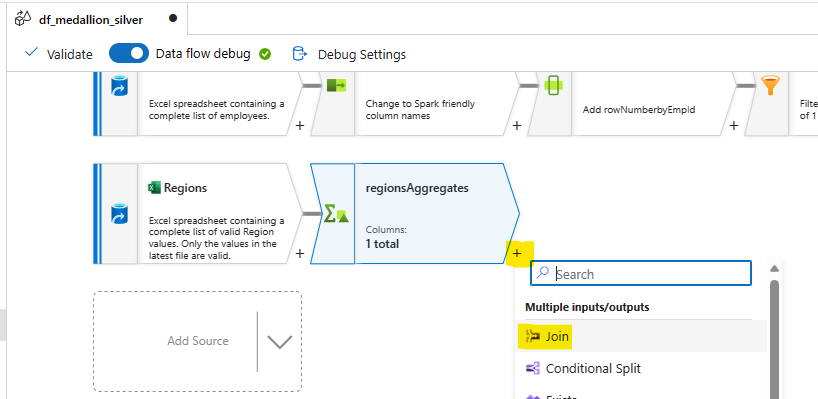 df_medallion_silver
Validate
Data flow debug
Debug Settings
Excel spreadsheet containing a
complete list of employees.
+
Change to Spark friendly
column names
+
Add rowNumberbyEmpId
+
Filte
of 1
Regions
Excel spreadsheet containing a
complete list of valid Region
values. Only the values in the
latest file are valid.
+
regionsAggregates
Columns:
1 total
+
Search
Multiple inputs/outputs
Join
Conditional Split
Exists
Add Source